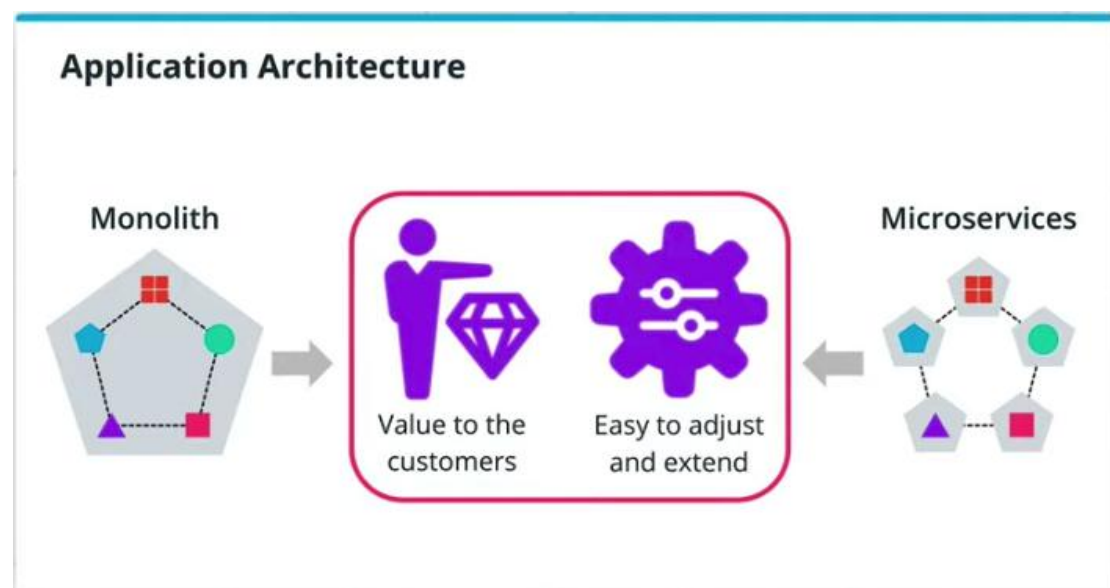 Application Architecture
Monolith
Microservices
Value to the
customers
Easy to adjust
and extend